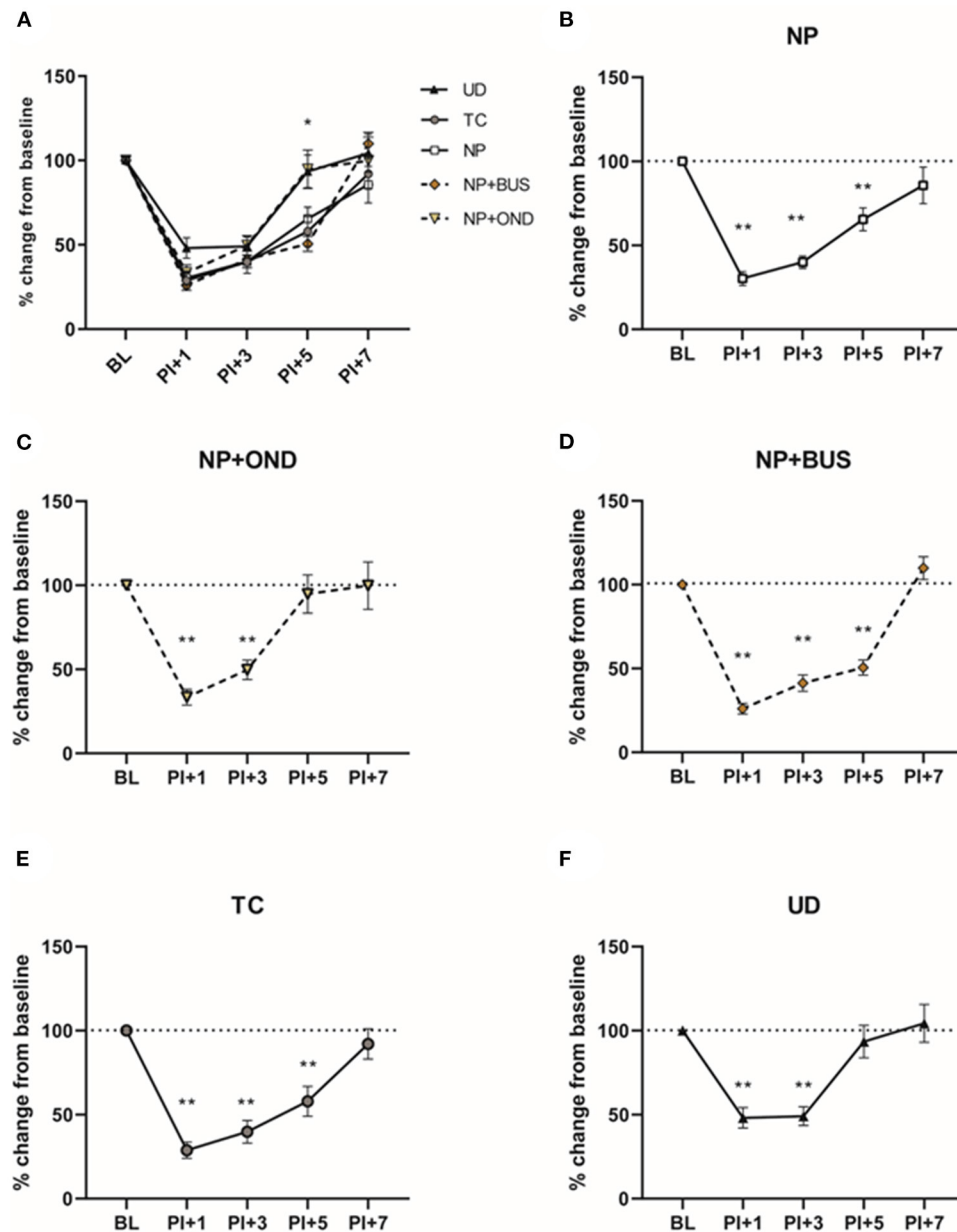 A
150
100
50
0
% change from baseline
*
BL
PI+1
PI+3
PI+5
PI+7
UD
TC
NP
NP+BUS
NP+OND
B
NP
150
100
50
0
% change from baseline
**
**
**
BL PI+1 PI+3 PI+5 PI+7
C
NP+OND
150
100
50
0
% change from baseline
**
**
BL PI+1 PI+3 PI+5 PI+7
D
NP+BUS
150
100
50
0
% change from baseline
**
**
**
BL PI+1 PI+3 PI+5 PI+7
E
TC
150
100
50
0
% change from baseline
**
**
**
BL PI+1 PI+3 PI+5 PI+7
F
UD
150
100
50
0
% change from baseline
**
**
BL PI+1 PI+3 PI+5 PI+7